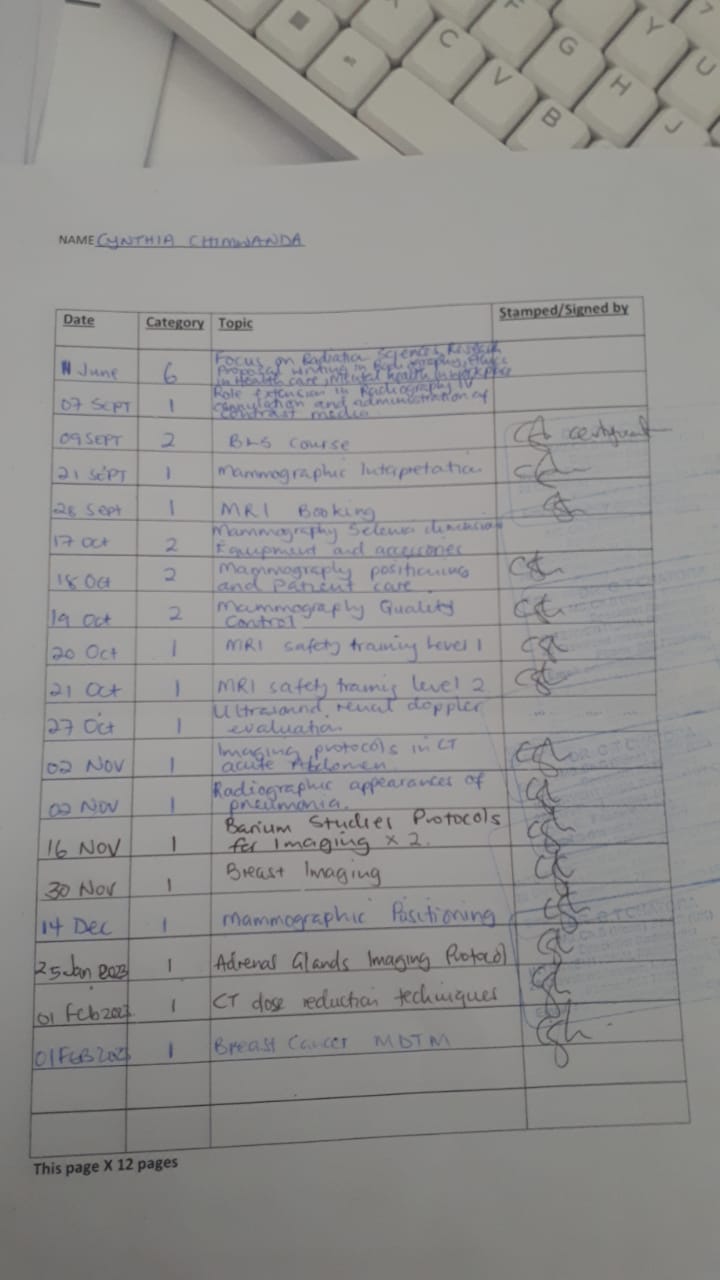 C
F
G
Y
7
V
H
U
B
J
NAME CYNTHIA CHIMWANDA
Date Category Topic Stamped/Signed by
11 June 6 Focus on Radiation Sciences, Research
Proposal writing in Radiography, Ethics
in Health care, Mental health in workplace
07 SEPT 1 Role Extension in Radiography IV
cannulation and administration of
contrast media
09 SEPT 2 BLS course
21 SEPT 1 Mammographic Intepretation
28 Sept 1 MRI Booking
17 Oct 2 Mammography Selenia dimension
Equipment and accessories
18 Oct 2 Mammography positioning
and Patient care
19 Oct 2 Mammography Quality
Control
20 Oct 1 MRI safety training Level 1
21 Oct 1 MRI safety training level 2
27 Oct 1 Ultrasound renal doppler
evaluation
02 NOV 1 Imaging protocols in CT
acute Abdomen
02 NOV 1 Radiographic appearances of
pneumonia.
16 NOV 1 Barium Studies Protocols
for Imaging x 2.
30 Nov 1 Breast Imaging
14 Dec 1 Mammographic Positioning
25 Jan 2023 1 Adrenal Glands Imaging Protocol
01 Feb 2023 1 CT dose reduction techniques
01 FEB 2023 1 Breast Cancer MDTM
This page X 12 pages